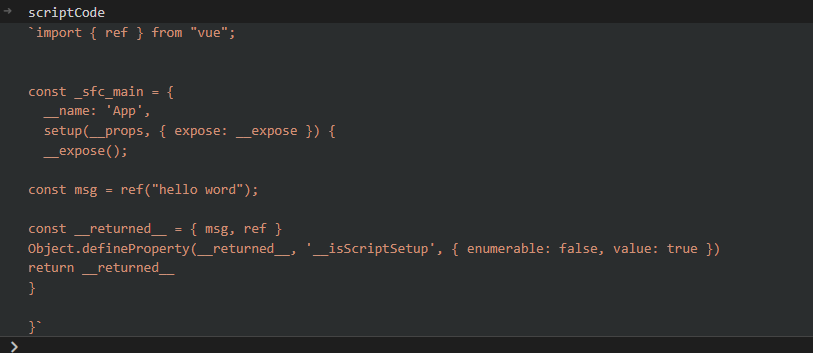 scriptCode
`import { ref } from "vue";
const _sfc_main = {
__name: 'App',
setup(__props, { expose: __expose }) {
__expose();
const msg = ref("hello word");
const __returned__ = { msg, ref }
Object.defineProperty(__returned__, '__isScriptSetup', { enumerable: false, value: true })
return __returned__
}
}`